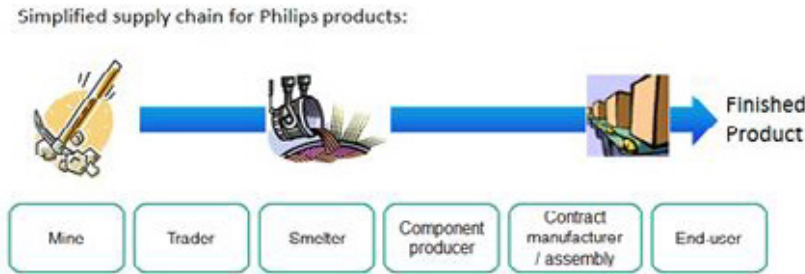 Simplified supply chain for Philips products:
Finished
Product
Mine
Trader
Smelter
Component
producer
Contract
manufacturer
/ assembly
End-user